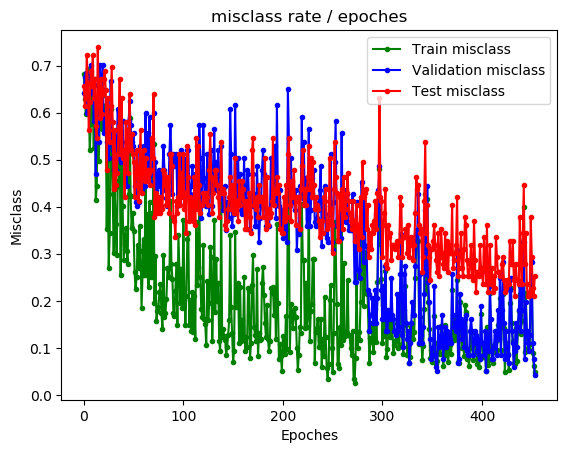 misclass rate / epoches
Train misclass
Validation misclass
Test misclass
Misclass
0.7
0.6
0.5
0.4
0.3
0.2
0.1
0.0
0 100 200 300 400
Epoches